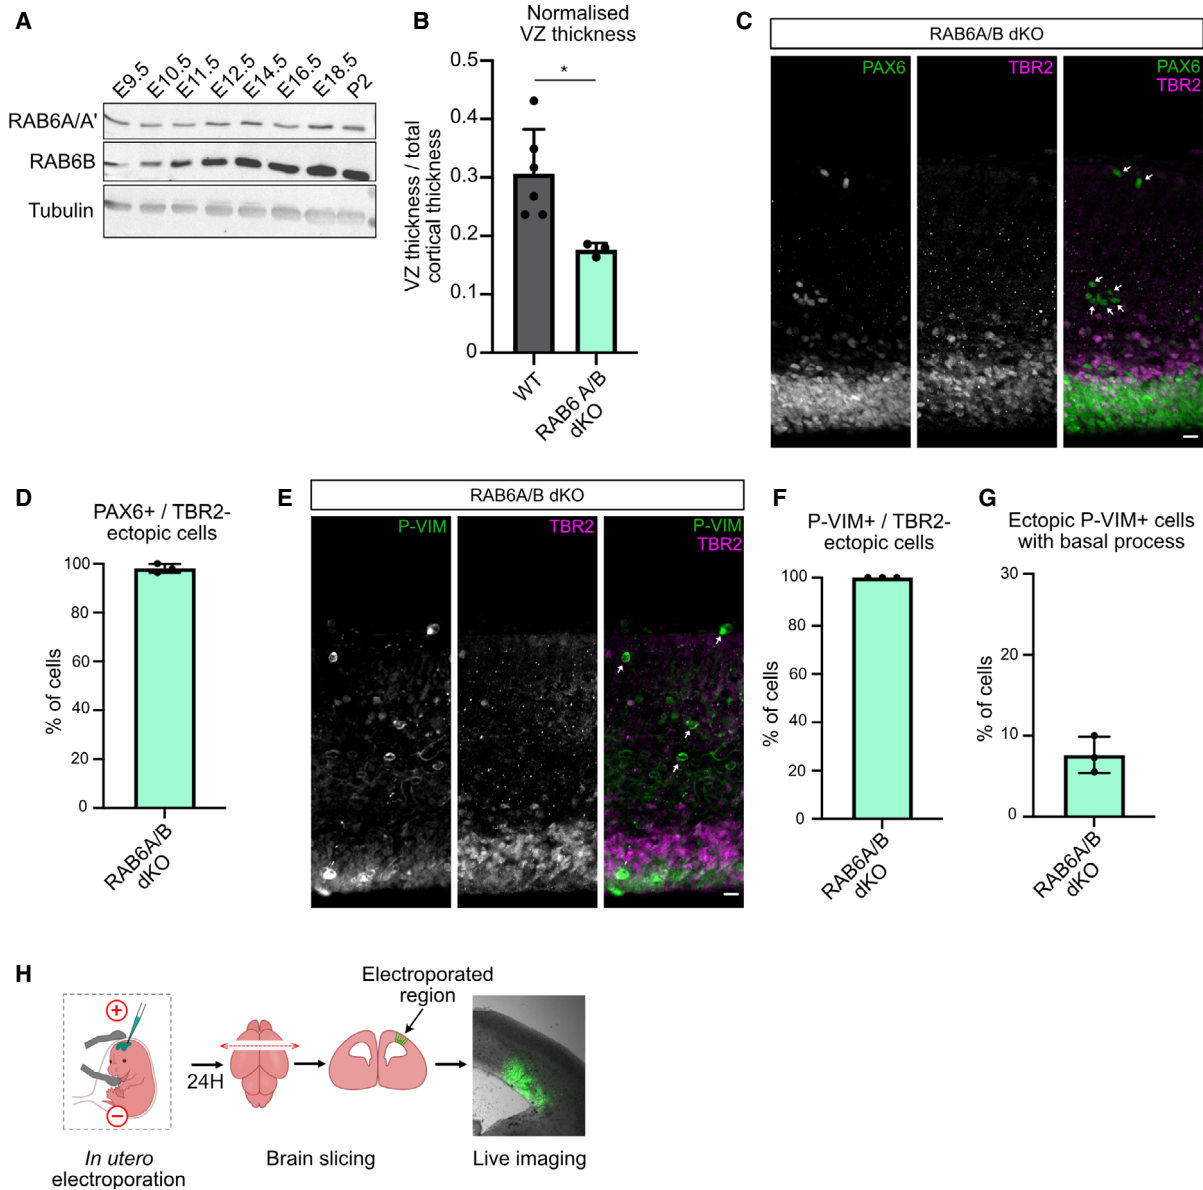 A
E9.5 E10.5 E11.5 E12.5 E14.5 E16.5 E18.5 P2
RAB6A/A'
RAB6B
Tubulin
B
Normalised
VZ thickness
VZ thickness / total
cortical thickness
0.5
0.4
0.3
0.2
0.1
0
*
WT
RAB6 A/B
dKO
C
RAB6A/B dKO
PAX6
TBR2
PAX6
TBR2
D
PAX6+ / TBR2-
ectopic cells
% of cells
100
80
60
40
20
0
RAB6A/B
dKO
E
RAB6A/B dKO
P-VIM
TBR2
P-VIM
TBR2
F
P-VIM+ / TBR2-
ectopic cells
% of cells
100
80
60
40
20
0
RAB6A/B
dKO
G
Ectopic P-VIM+ cells
with basal process
% of cells
30
20
10
0
RAB6A/B
dKO
H
+
−
In utero
electroporation
24H
Brain slicing
Electroporated
region
Live imaging